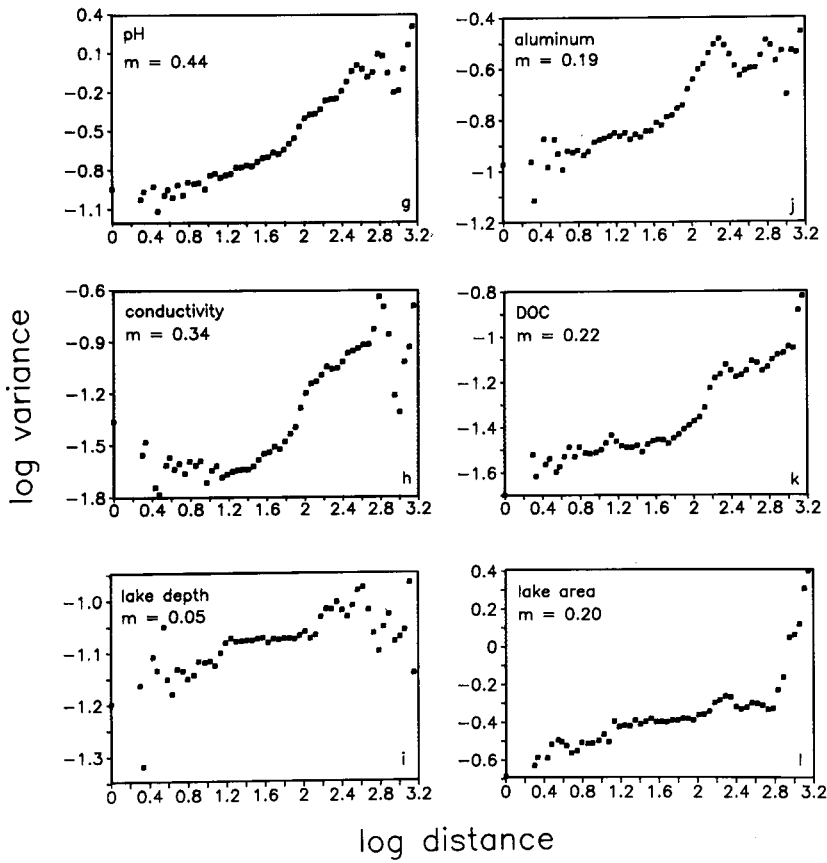 pH
m = 0.44
0.4
0.1
−0.2
−0.5
−0.8
−1.1
0.4 0.8 1.2 1.6 2 2.4 2.8 3.2
g
aluminum
m = 0.19
−0.4
−0.6
−0.8
−1
−1.2
0 0.4 0.8 1.2 1.6 2 2.4 2.8 3.2
j
conductivity
m = 0.34
−0.6
−0.9
−1.2
−1.5
−1.8
0 0.4 0.8 1.2 1.6 2 2.4 2.8 3.2
h
DOC
m = 0.22
−0.8
−1
−1.2
−1.4
−1.6
0 0.4 0.8 1.2 1.6 2 2.4 2.8 3.2
k
lake depth
m = 0.05
−1.0
−1.1
−1.2
−1.3
0 0.4 0.8 1.2 1.6 2 2.4 2.8 3.2
i
lake area
m = 0.20
0.4
0.2
0
−0.2
−0.4
−0.6
0 0.4 0.8 1.2 1.6 2 2.4 2.8 3.2
l
log variance
log distance